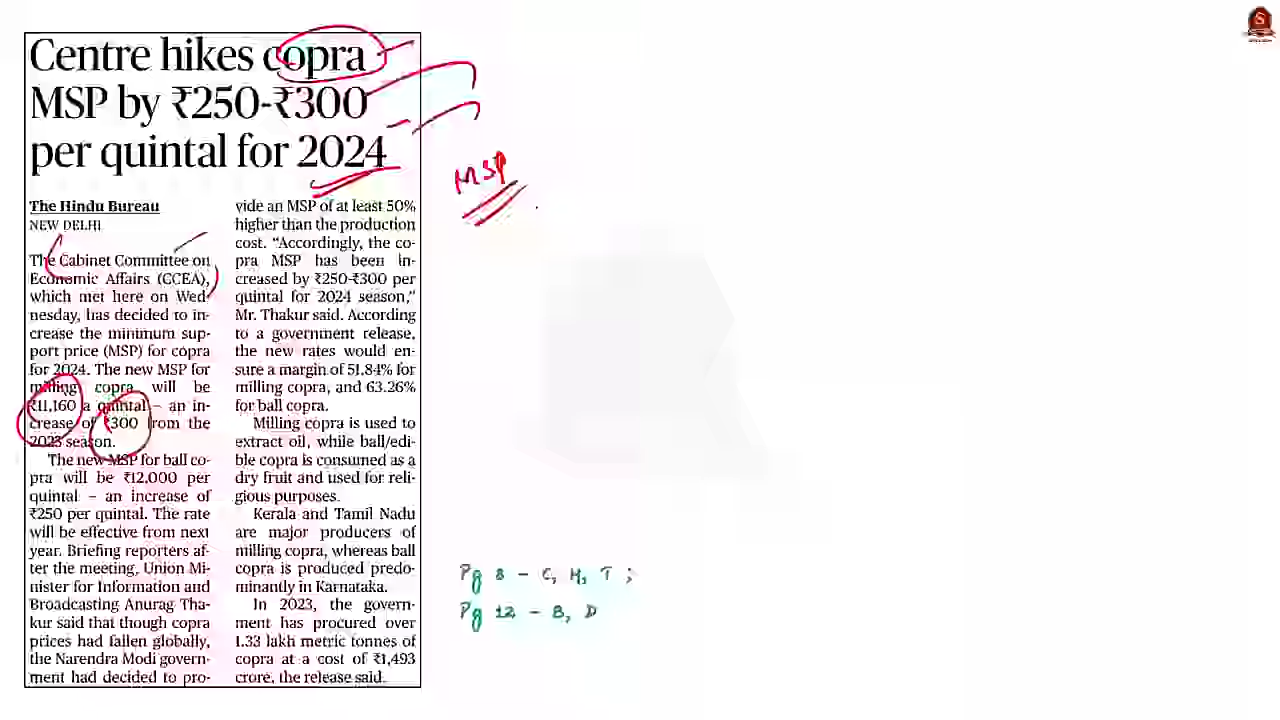 Centre hikes copra
MSP by ₹250-₹300
per quintal for 2024
The Hindu Bureau
NEW DELHI
The Cabinet Committee on
Economic Affairs (CCEA),
which met here on Wed-
nesday, has decided to in-
crease the minimum sup-
port price (MSP) for copra
for 2024. The new MSP for
milling copra will be
₹11,160 a quintal – an in-
crease of ₹300 from the
2023 season.
The new MSP for ball co-
pra will be ₹12,000 per
quintal – an increase of
₹250 per quintal. The rate
will be effective from next
year. Briefing reporters af-
ter the meeting, Union Mi-
nister for Information and
Broadcasting Anurag Tha-
kur said that though copra
prices had fallen globally,
the Narendra Modi govern-
ment had decided to pro-
vide an MSP of at least 50%
higher than the production
cost. “Accordingly, the co-
pra MSP has been in-
creased by ₹250-₹300 per
quintal for 2024 season,”
Mr. Thakur said. According
to a government release,
the new rates would en-
sure a margin of 51.84% for
milling copra, and 63.26%
for ball copra.
Milling copra is used to
extract oil, while ball/edi-
ble copra is consumed as a
dry fruit and used for reli-
gious purposes.
Kerala and Tamil Nadu
are major producers of
milling copra, whereas ball
copra is produced predo-
minantly in Karnataka.
In 2023, the govern-
ment has procured over
1.33 lakh metric tonnes of
copra at a cost of ₹1,493
crore, the release said.
MSP
Pg 8 - C, H, T ;
Pg 12 - B, D